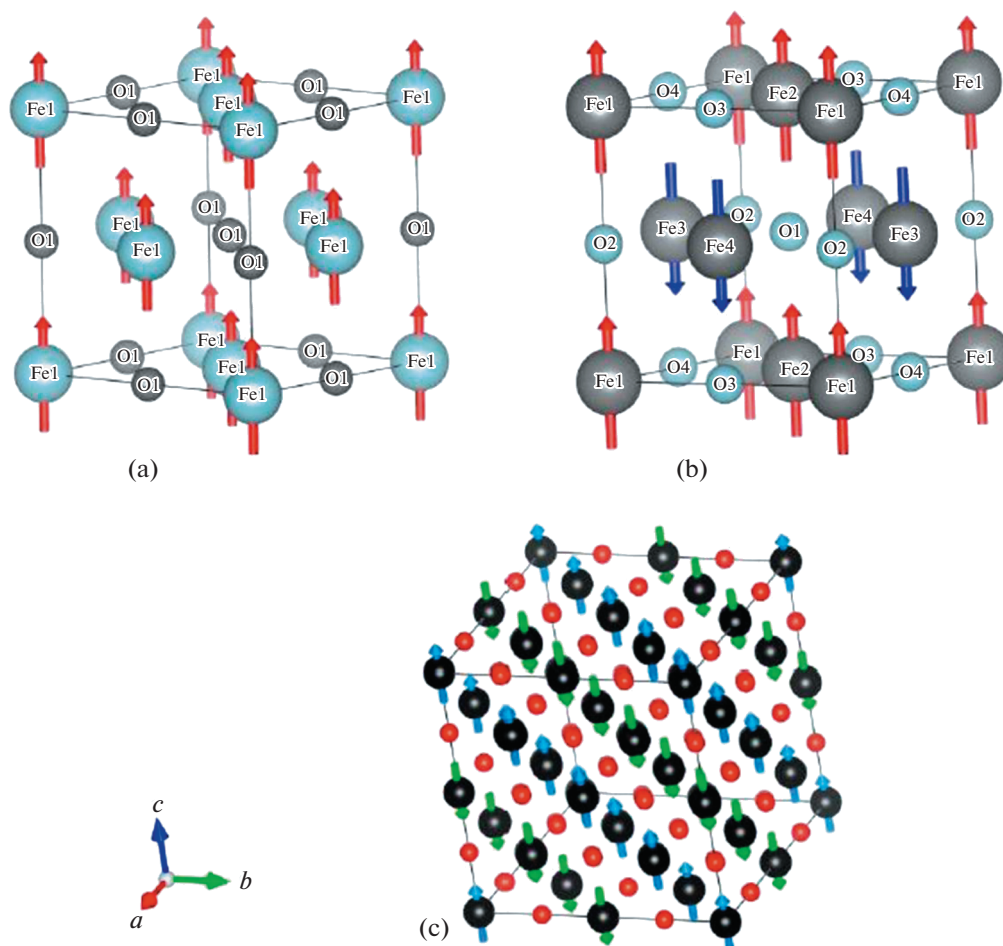 Fe1 O1 Fe1 O1 Fe1 Fe1 O1 O1 Fe1
Fe1 Fe1 O1 O1 O1 O1 Fe1 Fe1 O1
Fe1 O1 Fe1 O1 Fe1 Fe1 O1 O1 Fe1
(a)
Fe1 O4 Fe1 O3 Fe2 Fe1 O3 O4 Fe1
O2 Fe3 Fe4 O2 O1 O2 Fe4 Fe3 O2
Fe1 O4 Fe1 O3 Fe2 Fe1 O3 O4 Fe1
(b)
c
b
a
(c)